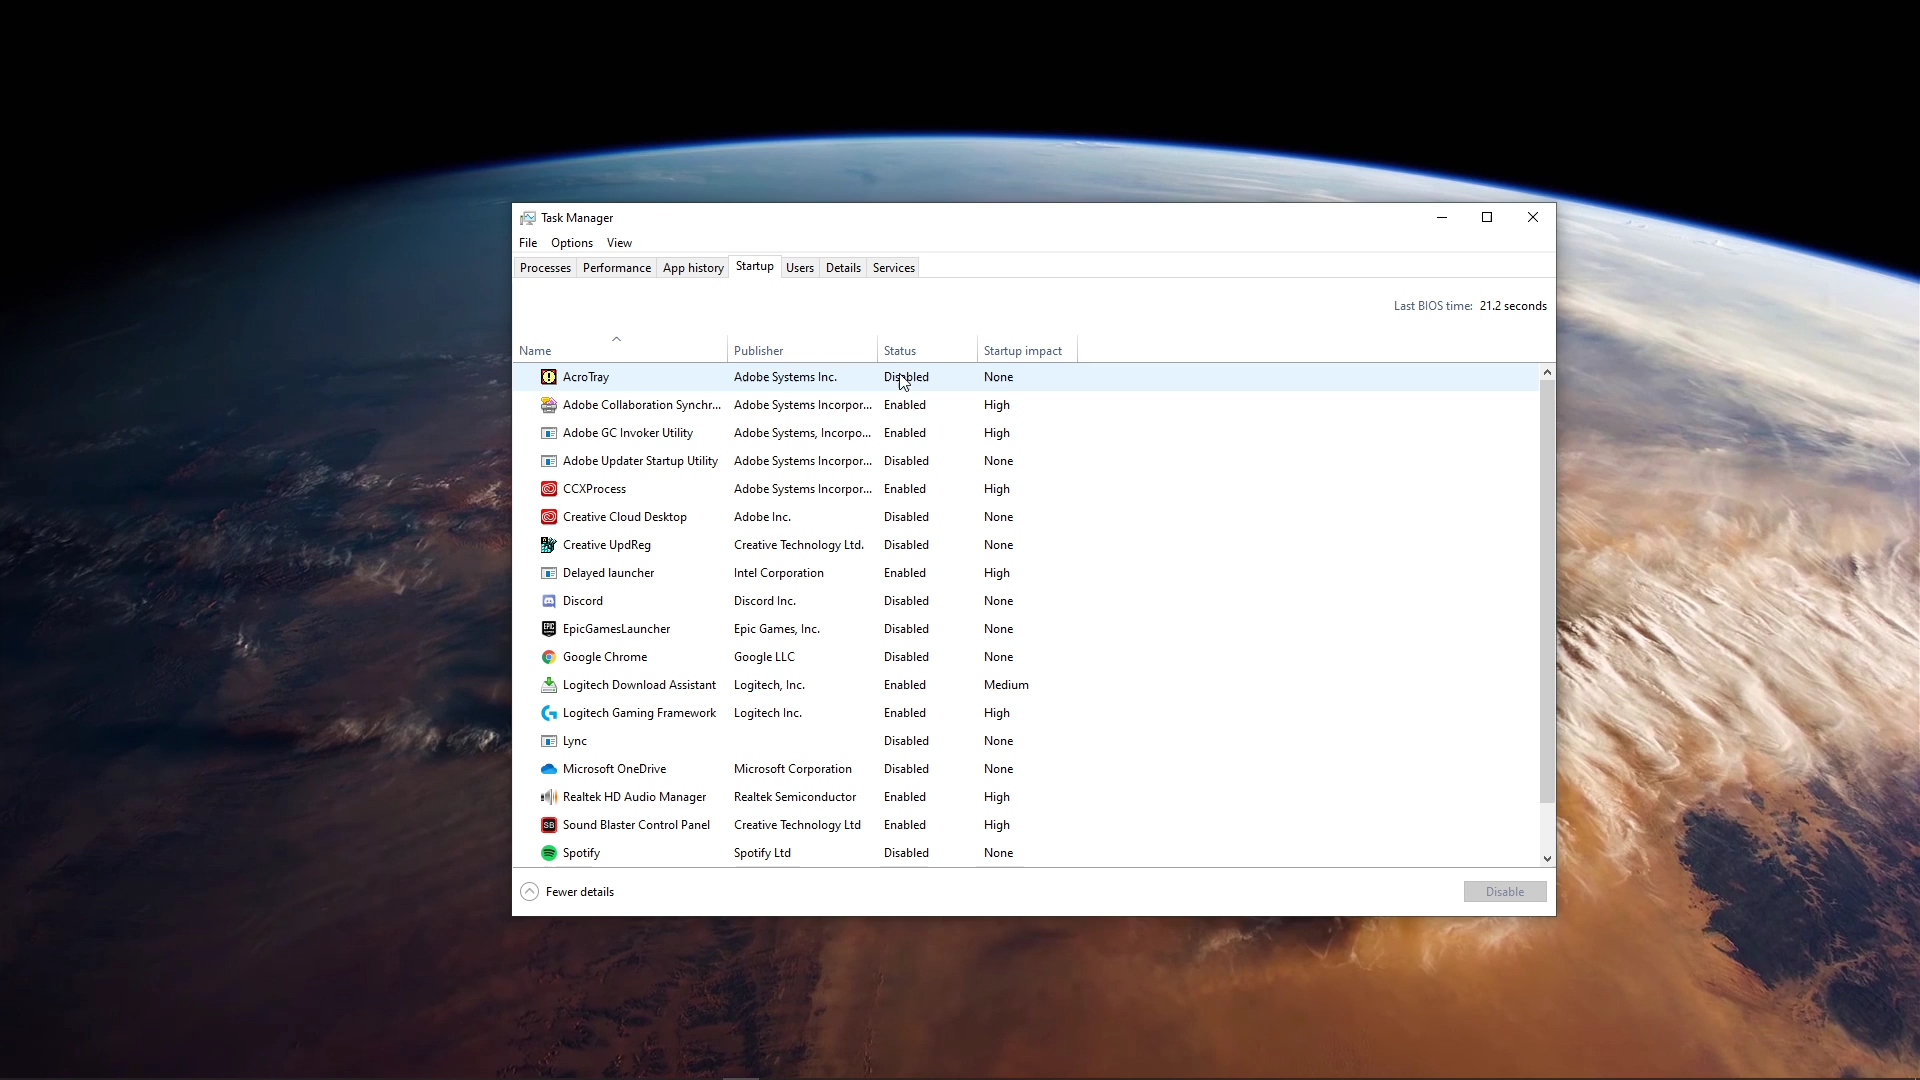 Task Manager
File Options View
Processes Performance App history Startup Users Details Services
Last BIOS time: 21.2 seconds
Name Publisher Status Startup impact
AcroTray Adobe Systems Inc. Disabled None
Adobe Collaboration Synchr... Adobe Systems Incorpor... Enabled High
Adobe GC Invoker Utility Adobe Systems, Incorpo... Enabled High
Adobe Updater Startup Utility Adobe Systems Incorpor... Disabled None
CCXProcess Adobe Systems Incorpor... Enabled High
Creative Cloud Desktop Adobe Inc. Disabled None
Creative UpdReg Creative Technology Ltd. Disabled None
Delayed launcher Intel Corporation Enabled High
Discord Discord Inc. Disabled None
EPIC EpicGamesLauncher Epic Games, Inc. Disabled None
Google Chrome Google LLC Disabled None
Logitech Download Assistant Logitech, Inc. Enabled Medium
Logitech Gaming Framework Logitech Inc. Enabled High
Lync Disabled None
Microsoft OneDrive Microsoft Corporation Disabled None
Realtek HD Audio Manager Realtek Semiconductor Enabled High
SB Sound Blaster Control Panel Creative Technology Ltd Enabled High
Spotify Spotify Ltd Disabled None
Fewer details Disable